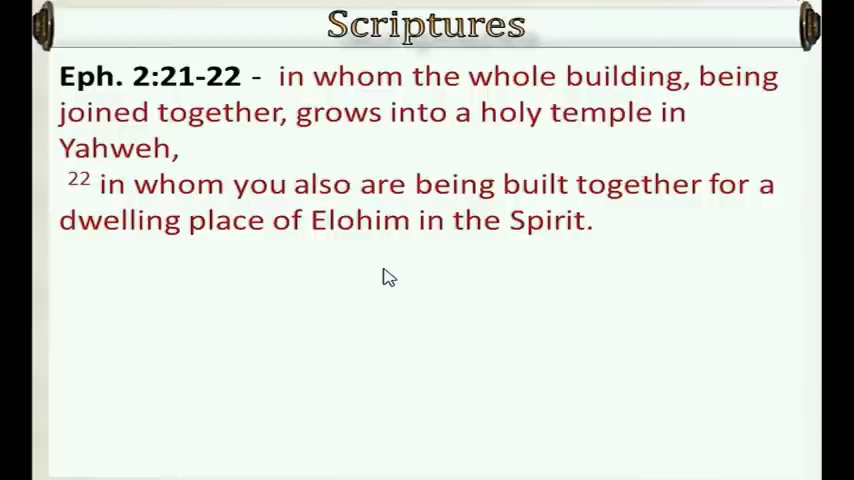 Scriptures
Eph. 2:21-22 - in whom the whole building, being
joined together, grows into a holy temple in
Yahweh,
22 in whom you also are being built together for a
dwelling place of Elohim in the Spirit.